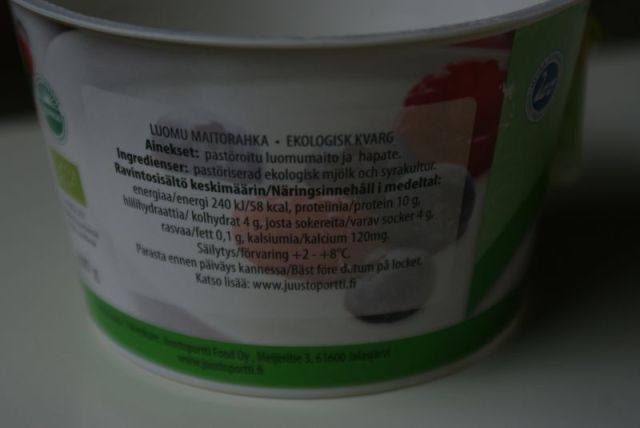 LUOMU MAITORAHKA • EKOLOGISK KVARG
Ainekset: pastöroitu luomumaito ja hapate.
Ingredienser: pastöriserad ekologisk mjölk och syrakultur.
Ravintosisältö keskimäärin/Näringsinnehåll i medeltal:
energiaa/energi 240 kJ/58 kcal, proteiinia/protein 10 g,
hiilihydraattia/ kolhydrat 4 g, josta sokereita/varav socker 4 g,
rasvaa/fett 0,1 g, kalsiumia/kalcium 120mg.
Säilytys/förvaring +2 - +8°C.
Parasta ennen päiväys kannessa/Bäst före datum på locket.
Katso lisää: www.juustoportti.fi
Juustoportti Food Oy, Meijeritie 3, 61600 Jalasjärvi
www.juustoportti.fi